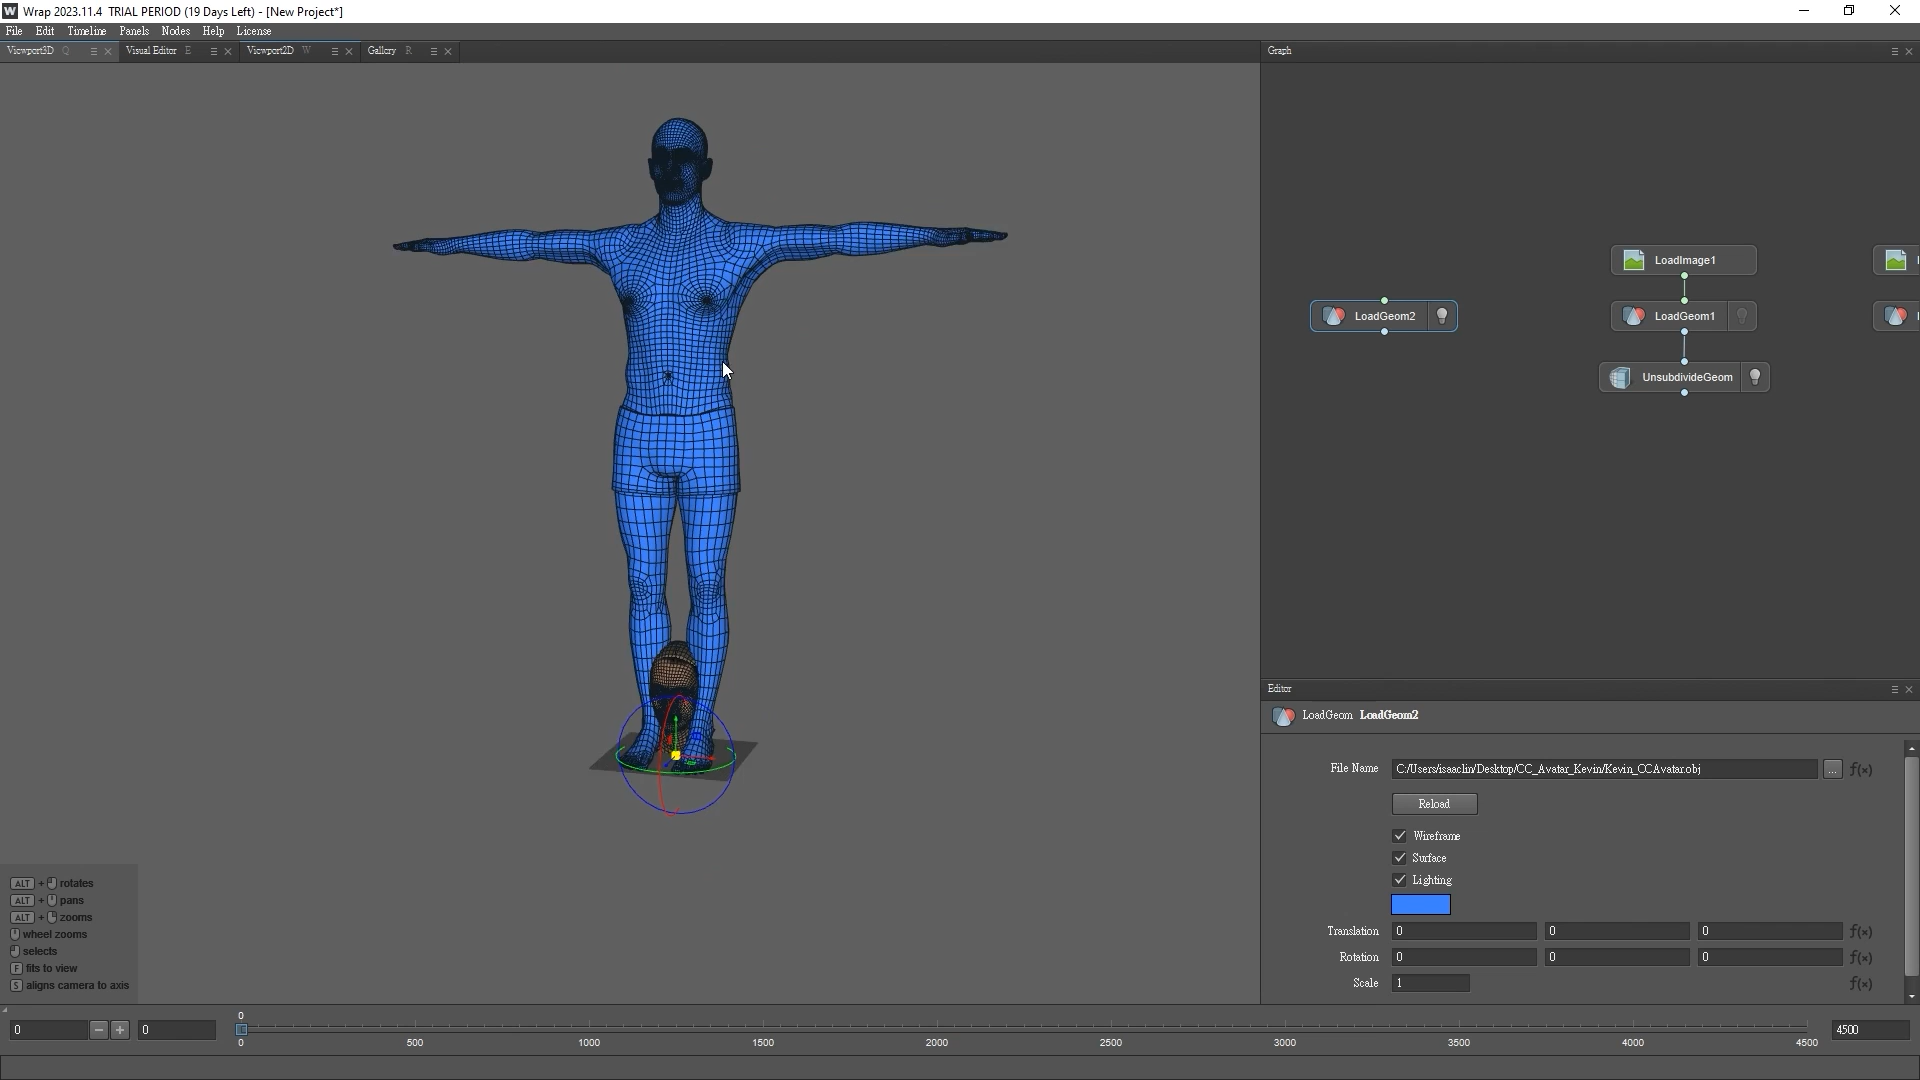 Wrap 2023.11.4 TRIAL PERIOD (19 Days Left) - [New Project*]
File Edit Timeline Panels Nodes Help License
Viewport3D Q Visual Editor E Viewport2D W Gallery R Graph
LoadImage1
LoadGeom2 LoadGeom1
UnsubdivideGeom
Editor
LoadGeom LoadGeom2
File Name C:/Users/isaaclin/Desktop/CC_Avatar_Kevin/Kevin_CCAvatar.obj ... f(x)
Reload
Wireframe
Surface
Lighting
Translation 0 0 0 f(x)
Rotation 0 0 0 f(x)
Scale 1 f(x)
ALT + rotates
ALT + pans
ALT + zooms
wheel zooms
selects
F fits to view
S aligns camera to axis
0
0 0 4500
0 500 1000 1500 2000 2500 3000 3500 4000 4500